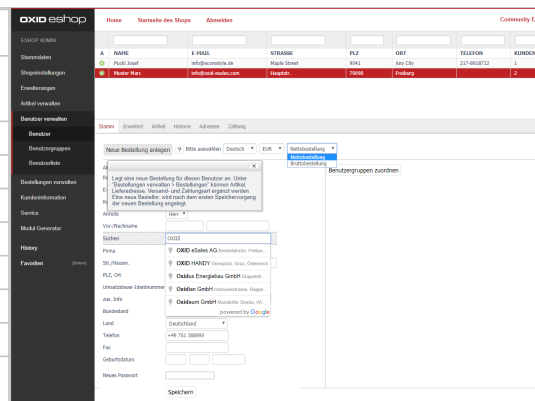 OXID eshop
Home Startseite des Shops Abmelden
Community E
ESHOP ADMIN
Stammdaten
Shopeinstellungen
Erweiterungen
Artikel verwalten
Benutzer verwalten
Benutzer
Benutzergruppen
Benutzerliste
Bestellungen verwalten
Kundeninformation
Service
Modul Generator
History
Favoriten
A NAME E-MAIL STRASSE PLZ ORT TELEFON KUNDEN
Puckl Josef info@ecomstyle.de Maple Street 9041 Any City 217-8918712 1
Muster Marc info@oxid-esales.com Hauptstr. 79098 Freiburg 2
Stamm Erweitert Artikel Historie Adressen Zahlung
Neue Bestellung anlegen ? Bitte auswählen Deutsch EUR Nettobestellung
Nettobestellung
Bruttobestellung
Benutzergruppen zuordnen
X
Legt eine neue Bestellung für diesen Benutzer an. Unter
"Bestellungen verwalten > Bestellungen" können Artikel,
Lieferadresse, Versand- und Zahlungsart ergänzt werden.
Eine neue Bestellnr. wird nach dem ersten Speichervorgang
der neuen Bestellung angelegt.
Anrede Herr
Vor-/Nachname
Suchen OXID
Firma
OXID eSales AG
Str./Hausnr.
OXID HANDY Griesplatz, Graz, Österreich
PLZ, Ort
Oxidus Energiebau GmbH
Umsatzsteuer-Identnummer
Oxidian GmbH
zus. Info
Oxideum GmbH
Bundesland
powered by Google
Land Deutschland
Telefon +49 761 368890
Fax
Geburtsdatum
Neues Passwort
Speichern